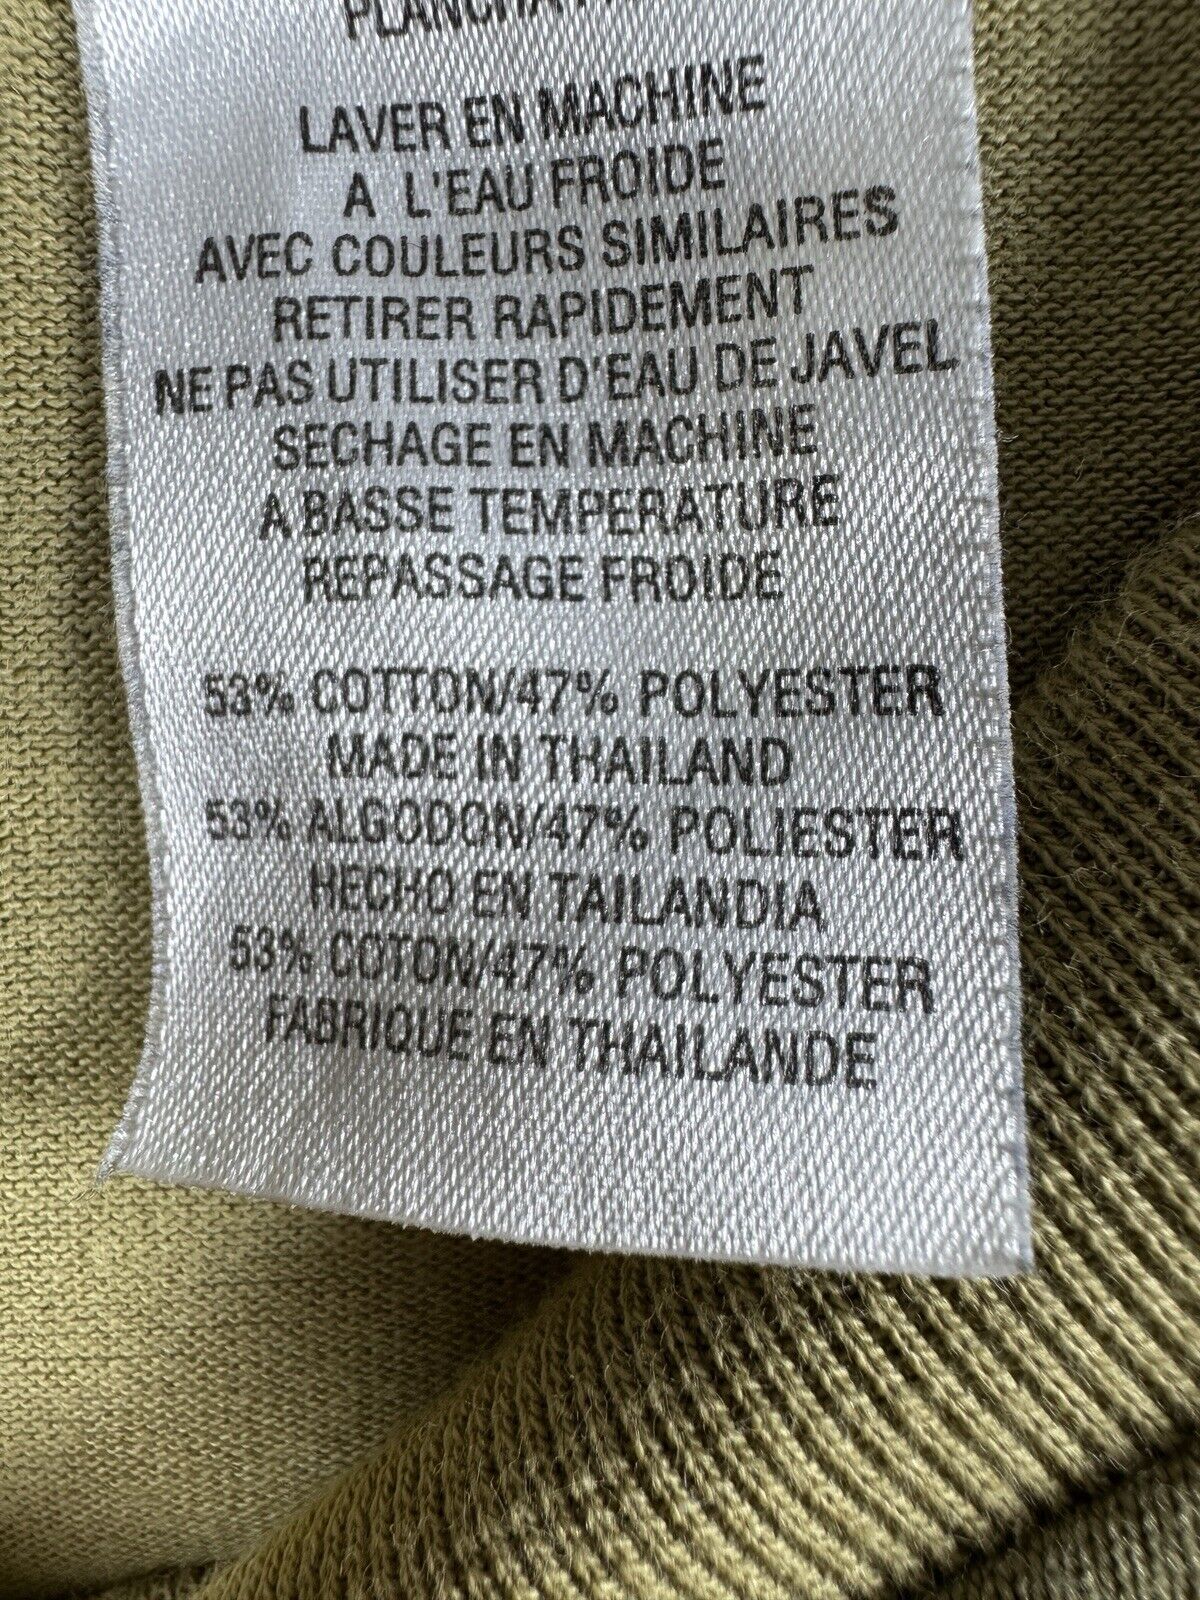 LAVER EN MACHINE
A L'EAU FROIDE
AVEC COULEURS SIMILAIRES
RETIRER RAPIDEMENT
NE PAS UTILISER D'EAU DE JAVEL
SECHAGE EN MACHINE
A BASSE TEMPERATURE
REPASSAGE FROIDE
53% COTTON/47% POLYESTER
MADE IN THAILAND
53% ALGODON/47% POLIESTER
HECHO EN TAILANDIA
53% COTON/47% POLYESTER
FABRIQUE EN THAILANDE